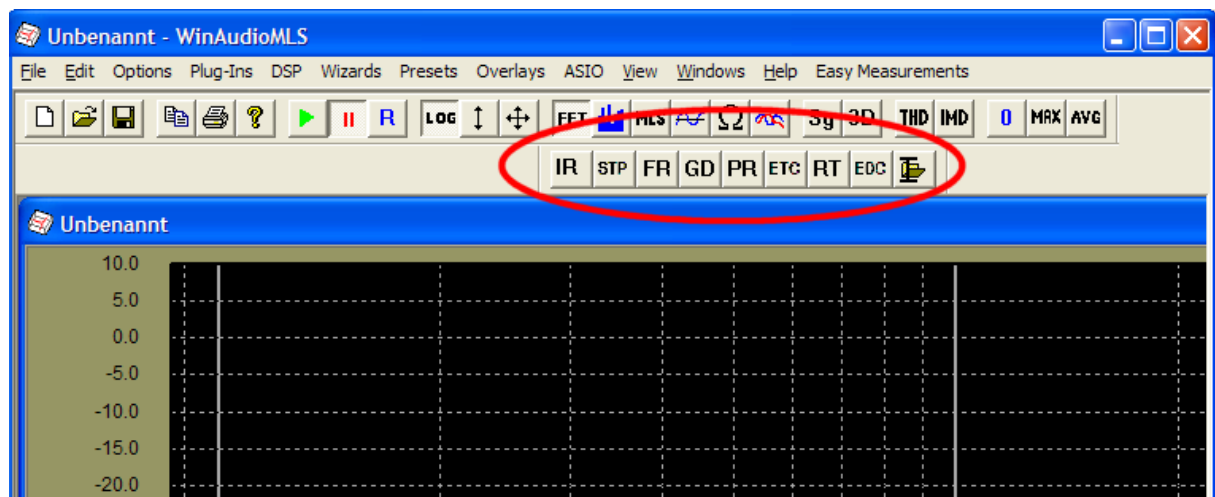 Unbenannt - WinAudioMLS
File Edit Options Plug-Ins DSP Wizards Presets Overlays ASIO View Windows Help Easy Measurements
? R LOG FFT MLS Ω Sg 3D THD IMD 0 MAX AVG
IR STP FR GD PR ETC RT EDC
Unbenannt
10.0
5.0
0.0
-5.0
-10.0
-15.0
-20.0